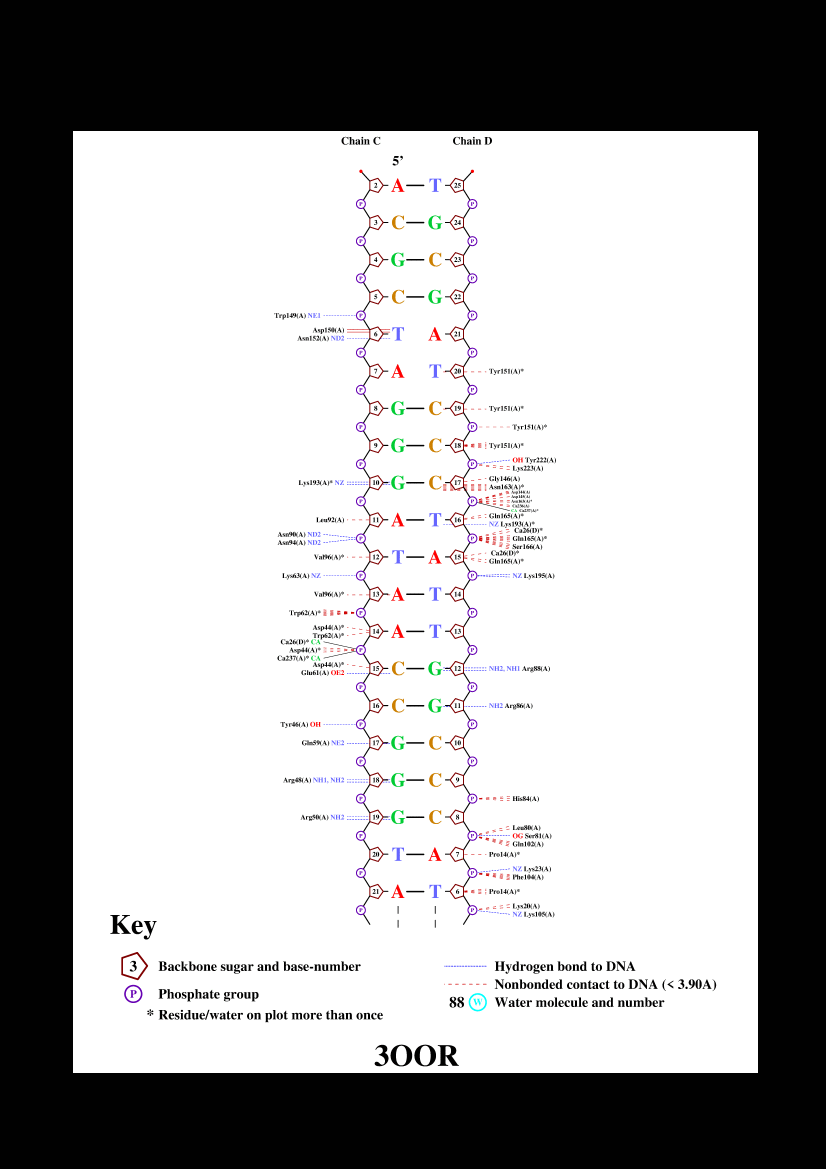 Chain C Chain D
5’
2 A T 25
P P
3 C G 24
P P
4 G C 23
P P
5 C G 22
Trp149(A) NE1 P P
Asp150(A)
6 T A 21
Asn152(A) ND2
P P
7 A T 20 Tyr151(A)*
P P
8 G C 19 Tyr151(A)*
P P Tyr151(A)*
9 G C 18 Tyr151(A)*
OH Tyr222(A)
P P
Lys223(A)
Gly146(A)
Lys193(A)* NZ 10 G C 17
Asn163(A)*
P P
Ca237(A)*
Gln165(A)*
Leu92(A) 11 A T 16
NZ Lys193(A)*
Ca26(D)*
Asn90(A) ND2
P P Gln165(A)*
Asn94(A) ND2
Ser166(A)
Ca26(D)*
Val96(A)* 12 T A 15
Gln165(A)*
Lys63(A) NZ P P NZ Lys195(A)
Val96(A)* 13 A T 14
Trp62(A)* P P
Asp44(A)*
14 A T 13
Trp62(A)*
Ca26(D)* CA
Asp44(A)* P P
Ca237(A)* CA
Asp44(A)*
15 C G 12 NH2, NH1 Arg88(A)
Glu61(A) OE2
P P
16 C G 11 NH2 Arg86(A)
Tyr46(A) OH P P
Gln59(A) NE2 17 G C 10
P P
Arg48(A) NH1, NH2 18 G C 9
P P His84(A)
Arg50(A) NH2 19 G C 8
Leu80(A)
P P OG Ser81(A)
Gln102(A)
20 T A 7 Pro14(A)*
NZ Lys23(A)
P P
Phe104(A)
21 A T 6 Pro14(A)*
Lys20(A)
P P
NZ Lys105(A)
Key
3 Backbone sugar and base-number
P Phosphate group
* Residue/water on plot more than once
Hydrogen bond to DNA
Nonbonded contact to DNA (< 3.90A)
88 W Water molecule and number
3OOR